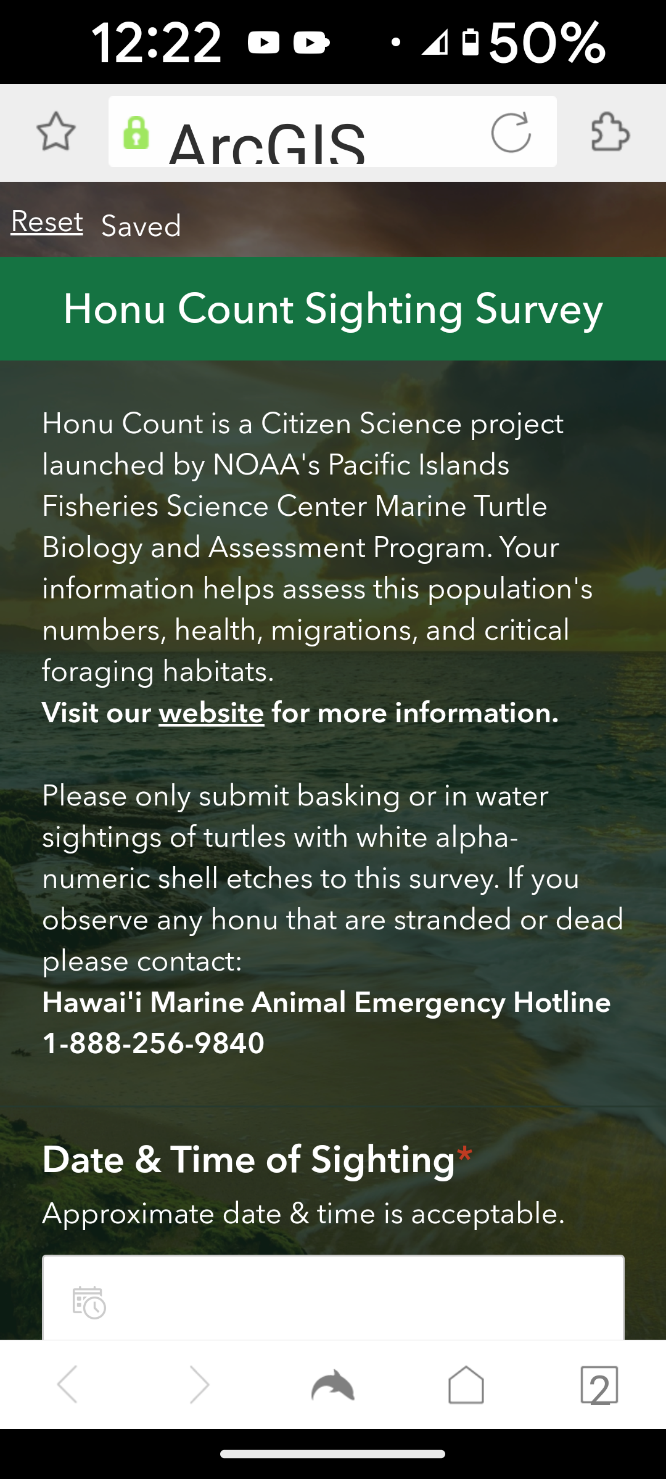 12:22
50%
ArcGIS
Reset Saved
Honu Count Sighting Survey
Honu Count is a Citizen Science project
launched by NOAA's Pacific Islands
Fisheries Science Center Marine Turtle
Biology and Assessment Program. Your
information helps assess this population's
numbers, health, migrations, and critical
foraging habitats.
Visit our website for more information.
Please only submit basking or in water
sightings of turtles with white alpha-
numeric shell etches to this survey. If you
observe any honu that are stranded or dead
please contact:
Hawai'i Marine Animal Emergency Hotline
1-888-256-9840
Date & Time of Sighting*
Approximate date & time is acceptable.
2